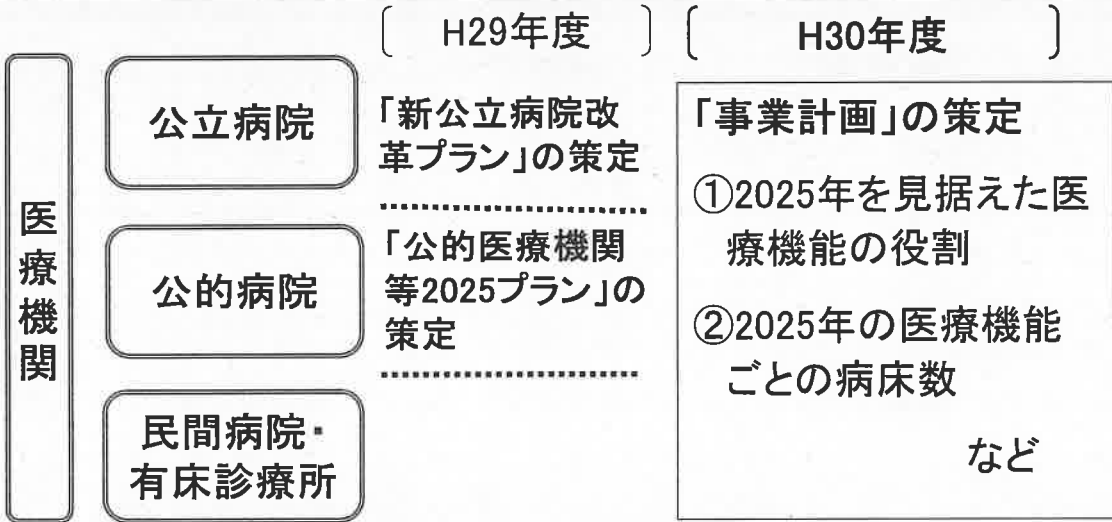 〔 H29年度 〕
〔 H30年度 〕
医療機関
公立病院
「新公立病院改
革プラン」の策定
公的病院
「公的医療機関
等2025プラン」の
策定
民間病院・
有床診療所
「事業計画」の策定
①2025年を見据えた医
療機能の役割
②2025年の医療機能
ごとの病床数
など